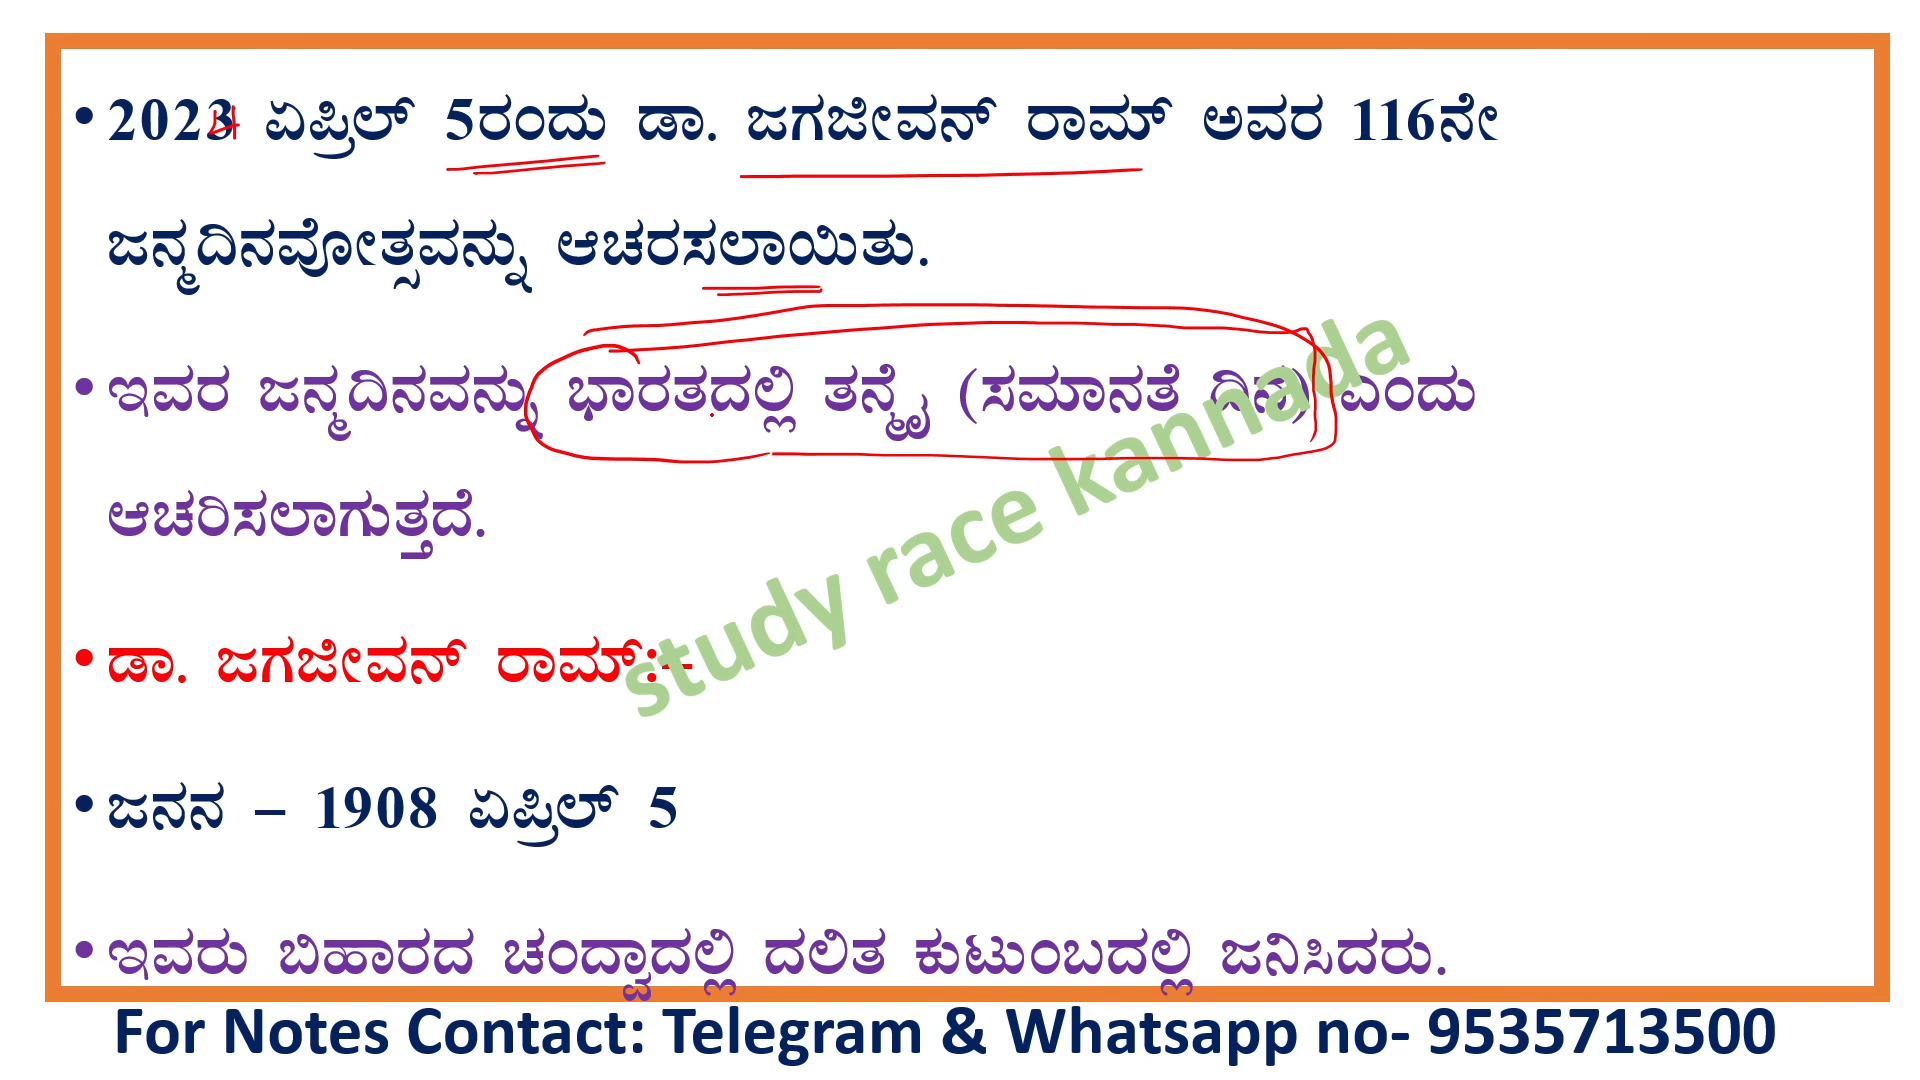 • 2024 ಏಪ್ರಿಲ್ 5ರಂದು ಡಾ. ಜಗಜೀವನ್ ರಾಮ್ ಅವರ 116ನೇ
ಜನ್ಮದಿನವೋತ್ಸವನ್ನು ಆಚರಸಲಾಯಿತು.
• ಇವರ ಜನ್ಮದಿನವನ್ನು ಭಾರತದಲ್ಲಿ ತನ್ಮೈ (ಸಮಾನತೆ ದಿನ) ಎಂದು
ಆಚರಿಸಲಾಗುತ್ತದೆ.
• ಡಾ. ಜಗಜೀವನ್ ರಾಮ್:–
• ಜನನ – 1908 ಏಪ್ರಿಲ್ 5
• ಇವರು ಬಿಹಾರದ ಚಂದ್ವಾದಲ್ಲಿ ದಲಿತ ಕುಟುಂಬದಲ್ಲಿ ಜನಿಸಿದರು.
study race kannada
For Notes Contact: Telegram & Whatsapp no- 9535713500